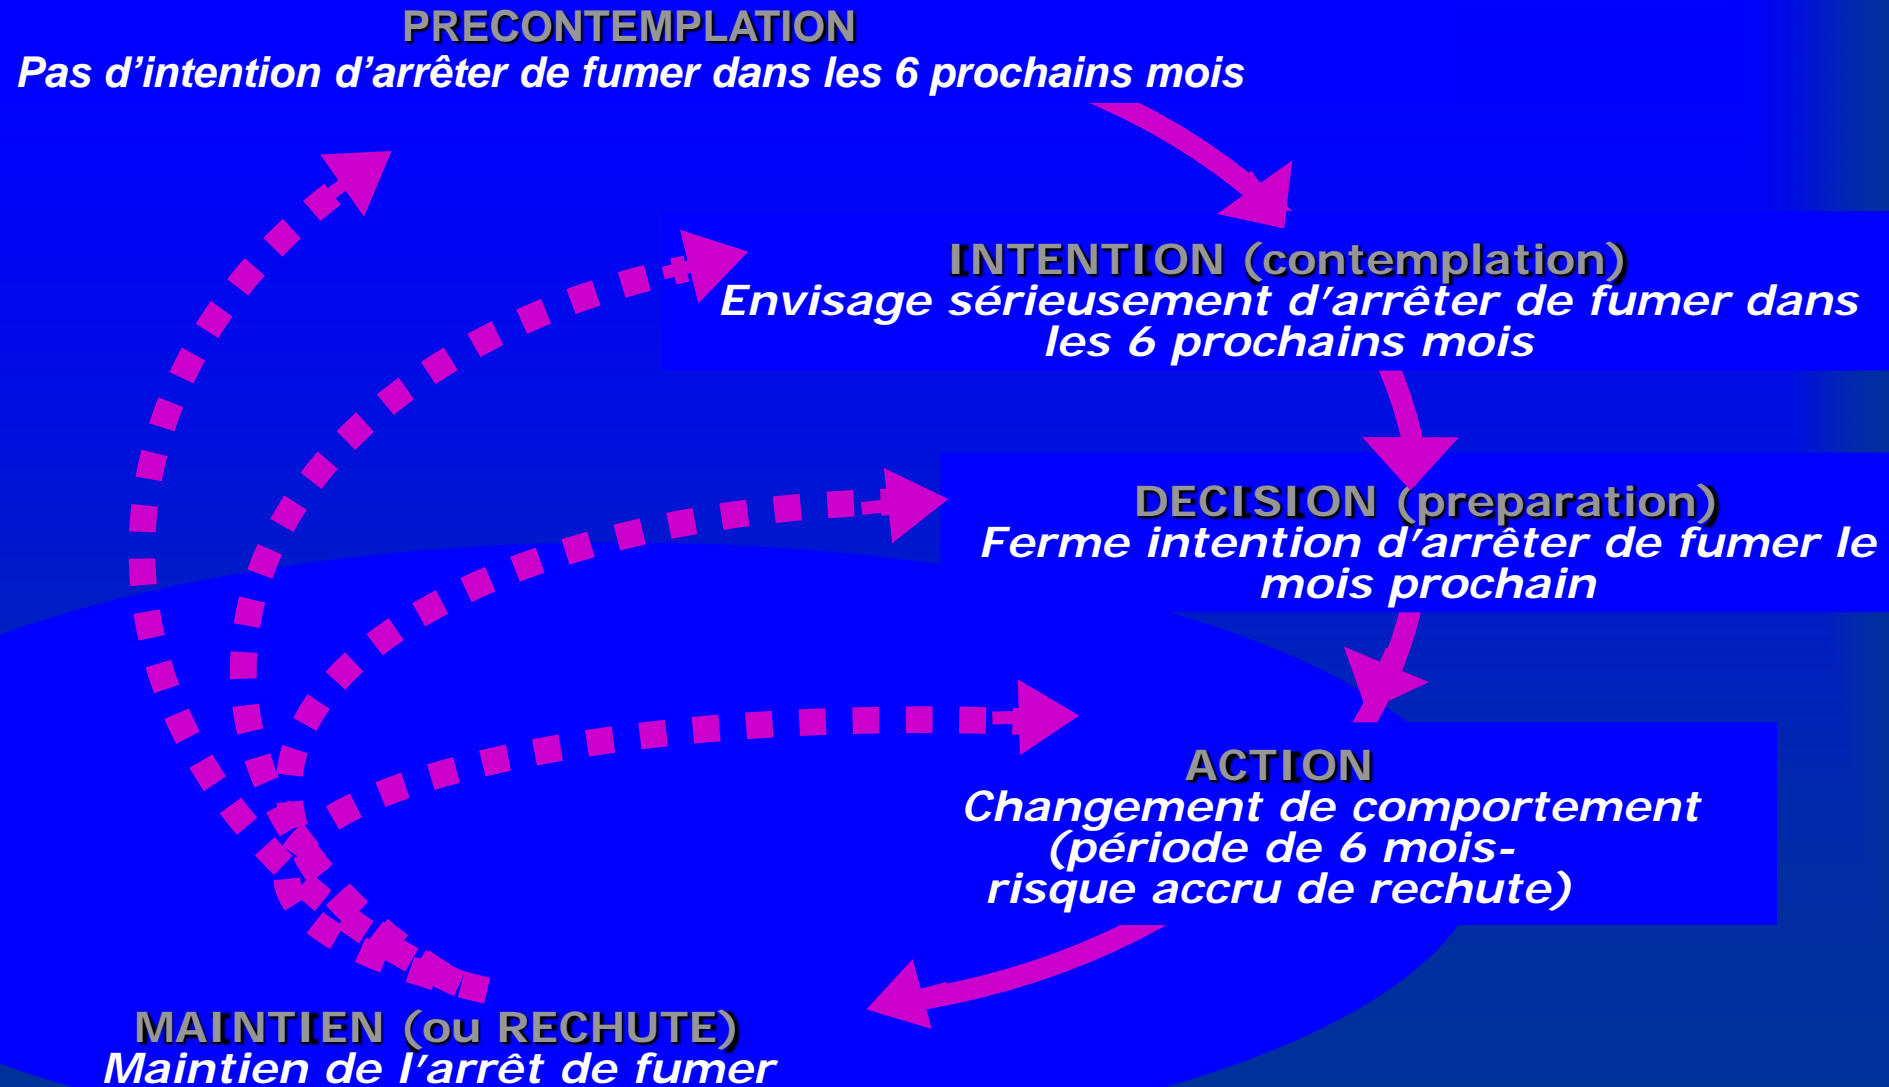 PRECONTEMPLATION
Pas d’intention d’arrêter de fumer dans les 6 prochains mois
INTENTION (contemplation)
Envisage sérieusement d’arrêter de fumer dans
les 6 prochains mois
DECISION (preparation)
Ferme intention d’arrêter de fumer le
mois prochain
ACTION
Changement de comportement
(période de 6 mois-
risque accru de rechute)
MAINTIEN (ou RECHUTE)
Maintien de l’arrêt de fumer